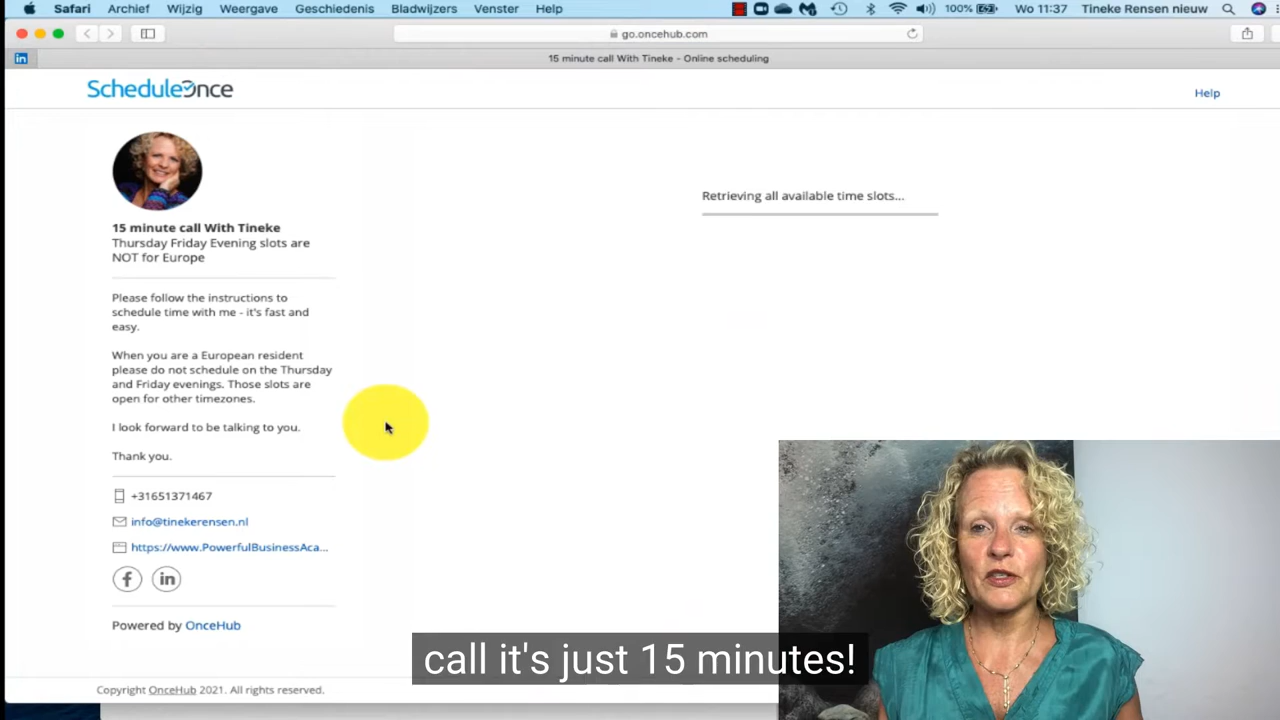 Safari Archief Wijzig Weergave Geschiedenis Bladwijzers Venster Help 100% Wo 11:37 Tineke Rensen nieuw
go.oncehub.com
in 15 minute call With Tineke - Online scheduling
ScheduleOnce
Help
Retrieving all available time slots...
15 minute call With Tineke
Thursday Friday Evening slots are
NOT for Europe
Please follow the instructions to
schedule time with me - it's fast and
easy.
When you are a European resident
please do not schedule on the Thursday
and Friday evenings. Those slots are
open for other timezones.
I look forward to be talking to you.
Thank you.
+31651371467
info@tinekerensen.nl
https://www.PowerfulBusinessAca...
f in
Powered by OnceHub
call it's just 15 minutes!
Copyright OnceHub 2021. All rights reserved.